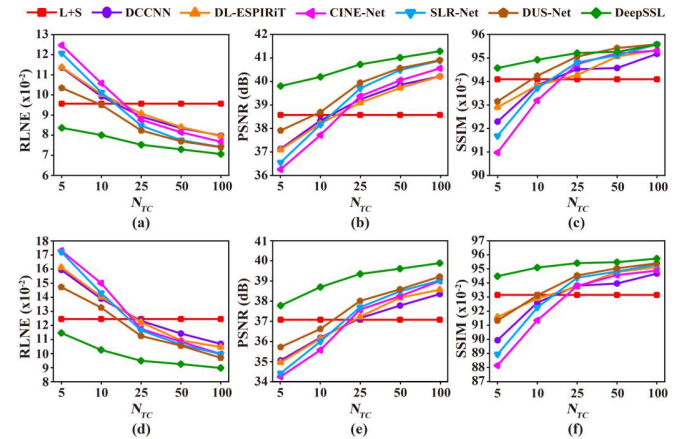 L+S DCCNN DL-ESPIRiT CINE-Net SLR-Net DUS-Net DeepSSL
RLNE (x10⁻²)
13
12
11
10
9
8
7
6
5 10 25 50 100
N_TC
(a)
PSNR (dB)
42
41
40
39
38
37
36
5 10 25 50 100
N_TC
(b)
SSIM (x10⁻²)
96
95
94
93
92
91
90
5 10 25 50 100
N_TC
(c)
RLNE (x10⁻²)
18
17
16
15
14
13
12
11
10
9
8
5 10 25 50 100
N_TC
(d)
PSNR (dB)
41
40
39
38
37
36
35
34
5 10 25 50 100
N_TC
(e)
SSIM (x10⁻²)
96
95
94
93
92
91
90
89
88
87
5 10 25 50 100
N_TC
(f)